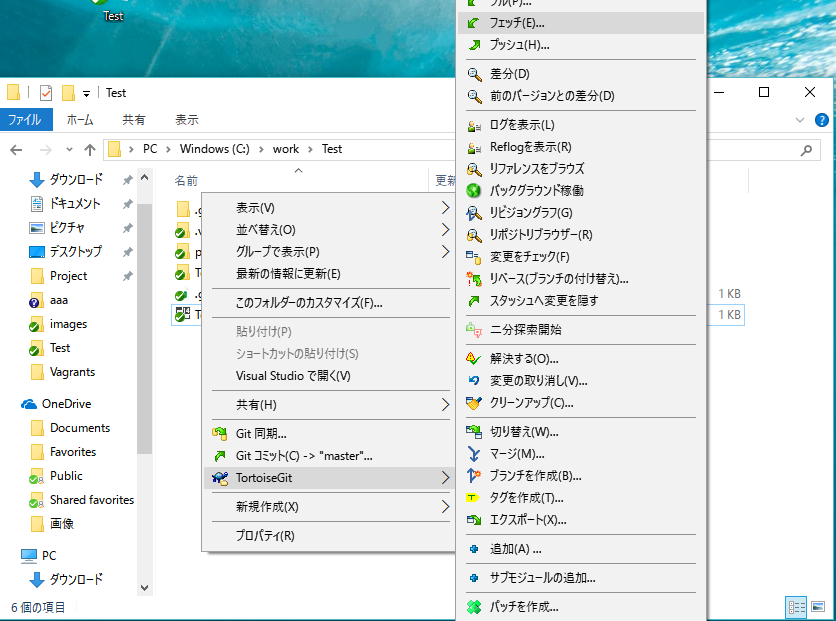 Test
Test
ファイル
ホーム
共有
表示
PC
Windows (C:)
work
Test
ダウンロード
ドキュメント
ピクチャ
デスクトップ
Project
aaa
images
Test
Vagrants
OneDrive
Documents
Favorites
Public
Shared favorites
画像
PC
ダウンロード
6 個の項目
名前
更新
1 KB
1 KB
表示(V)
並べ替え(O)
グループで表示(P)
最新の情報に更新(E)
このフォルダーのカスタマイズ(F)...
貼り付け(P)
ショートカットの貼り付け(S)
Visual Studio で開く(V)
共有(H)
Git 同期...
Git コミット(C) -> "master"...
TortoiseGit
新規作成(X)
プロパティ(R)
プル(P)...
フェッチ(E)...
プッシュ(H)...
差分(D)
前のバージョンとの差分(D)
ログを表示(L)
Reflogを表示(R)
リファレンスをブラウズ
バックグラウンド稼働
リビジョングラフ(G)
リポジトリブラウザー(R)
変更をチェック(F)
リベース(ブランチの付け替え)...
スタッシュへ変更を隠す
二分探索開始
解決する(O)...
変更の取り消し(V)...
クリーンアップ(C)...
切り替え(W)...
マージ(M)...
ブランチを作成(B)...
タグを作成(T)...
エクスポート(X)...
追加(A) ...
サブモジュールの追加...
パッチを作成...